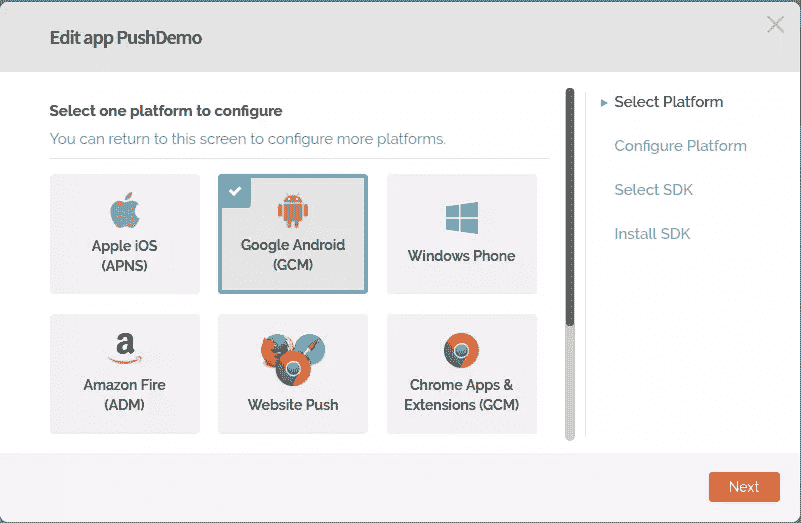 Edit app PushDemo
Select one platform to configure
You can return to this screen to configure more platforms.
Apple iOS
(APNS)
Google Android
(GCM)
Windows Phone
Amazon Fire
(ADM)
Website Push
Chrome Apps &
Extensions (GCM)
Select Platform
Configure Platform
Select SDK
Install SDK
Next